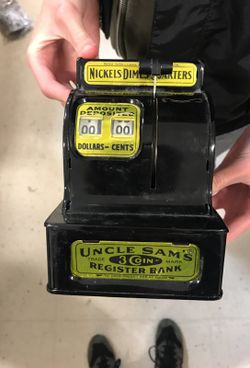 NICKELS DIMES QUARTERS
AMOUNT
DEPOSITED
00 00
DOLLARS-CENTS
UNCLE SAM'S
TRADE 3 COIN MARK
REGISTER BANK